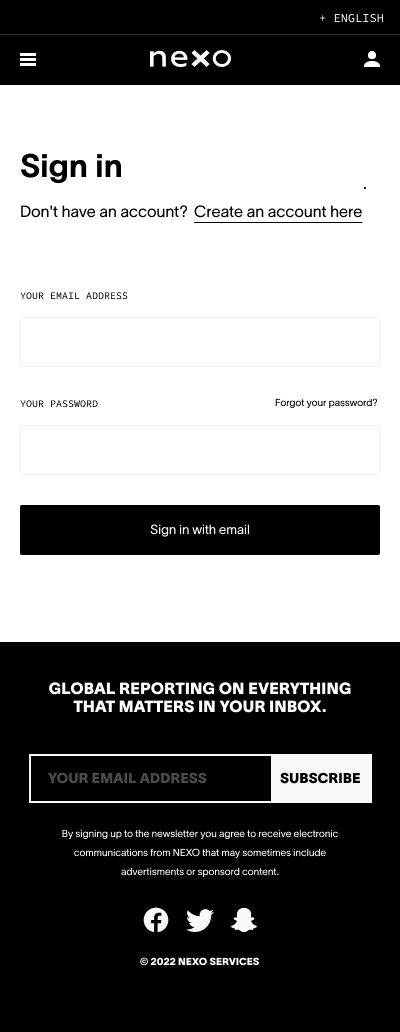 + ENGLISH
nexo
Sign in
Don't have an account? Create an account here
YOUR EMAIL ADDRESS
YOUR PASSWORD
Forgot your password?
Sign in with email
GLOBAL REPORTING ON EVERYTHING
THAT MATTERS IN YOUR INBOX.
YOUR EMAIL ADDRESS
SUBSCRIBE
By signing up to the newsletter you agree to receive electronic
communications from NEXO that may sometimes include
advertisments or sponsord content.
© 2022 NEXO SERVICES